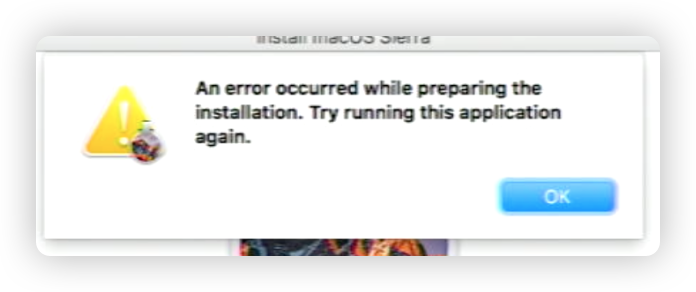 Install macOS Sierra
An error occurred while preparing the
installation. Try running this application
again.
OK